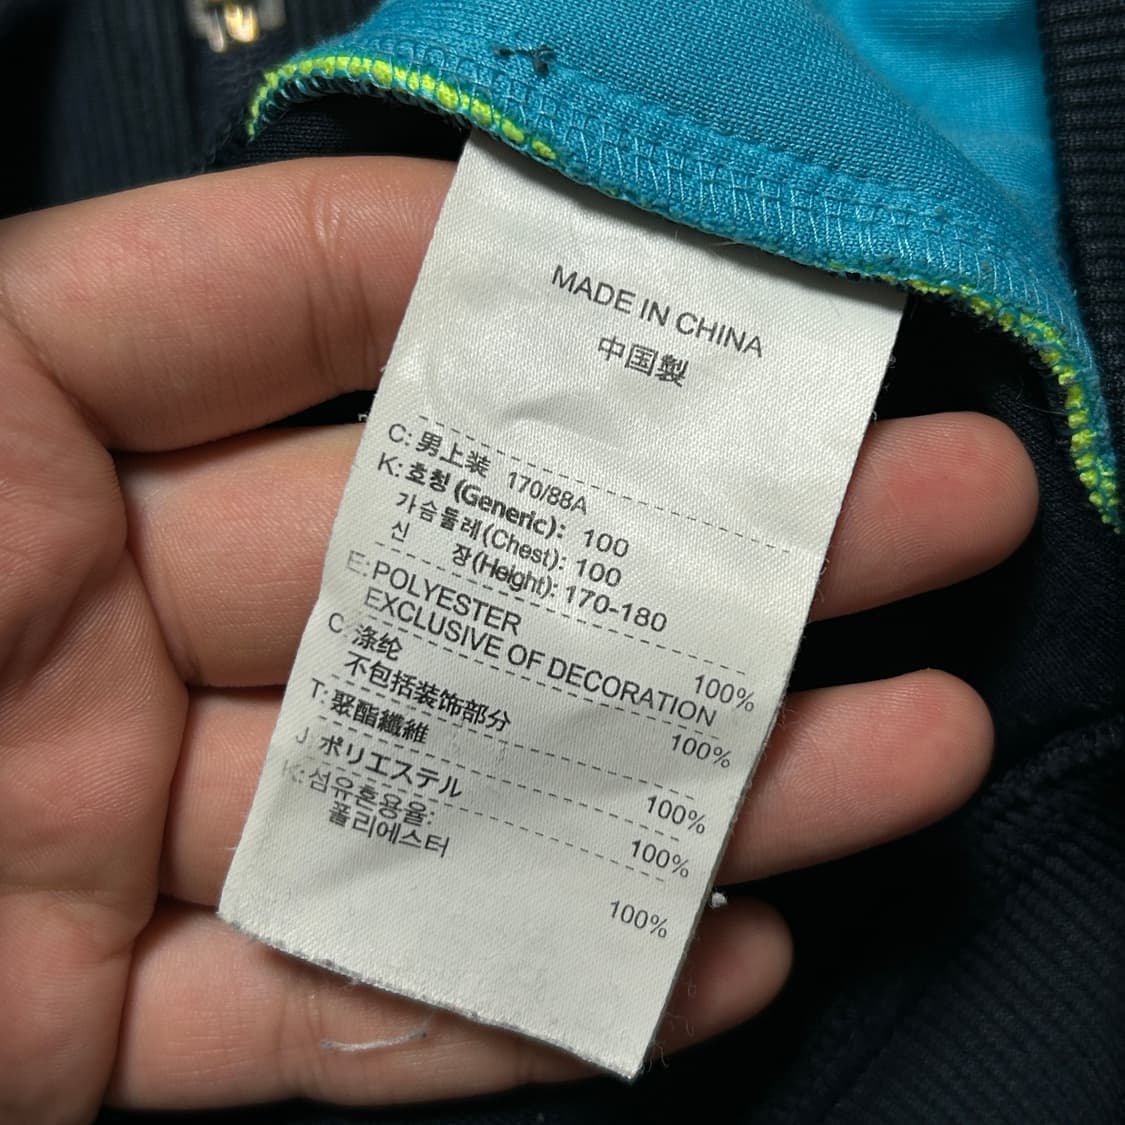 MADE IN CHINA
中国製
C: 男上装 170/88A
K: 호칭 (Generic): 100
가슴둘레(Chest): 100
신 장(Height): 170-180
E: POLYESTER 100%
EXCLUSIVE OF DECORATION
C: 涤纶 100%
不包括装饰部分
T: 聚酯纖維 100%
J: ポリエステル 100%
K: 섬유혼용율:
폴리에스터 100%